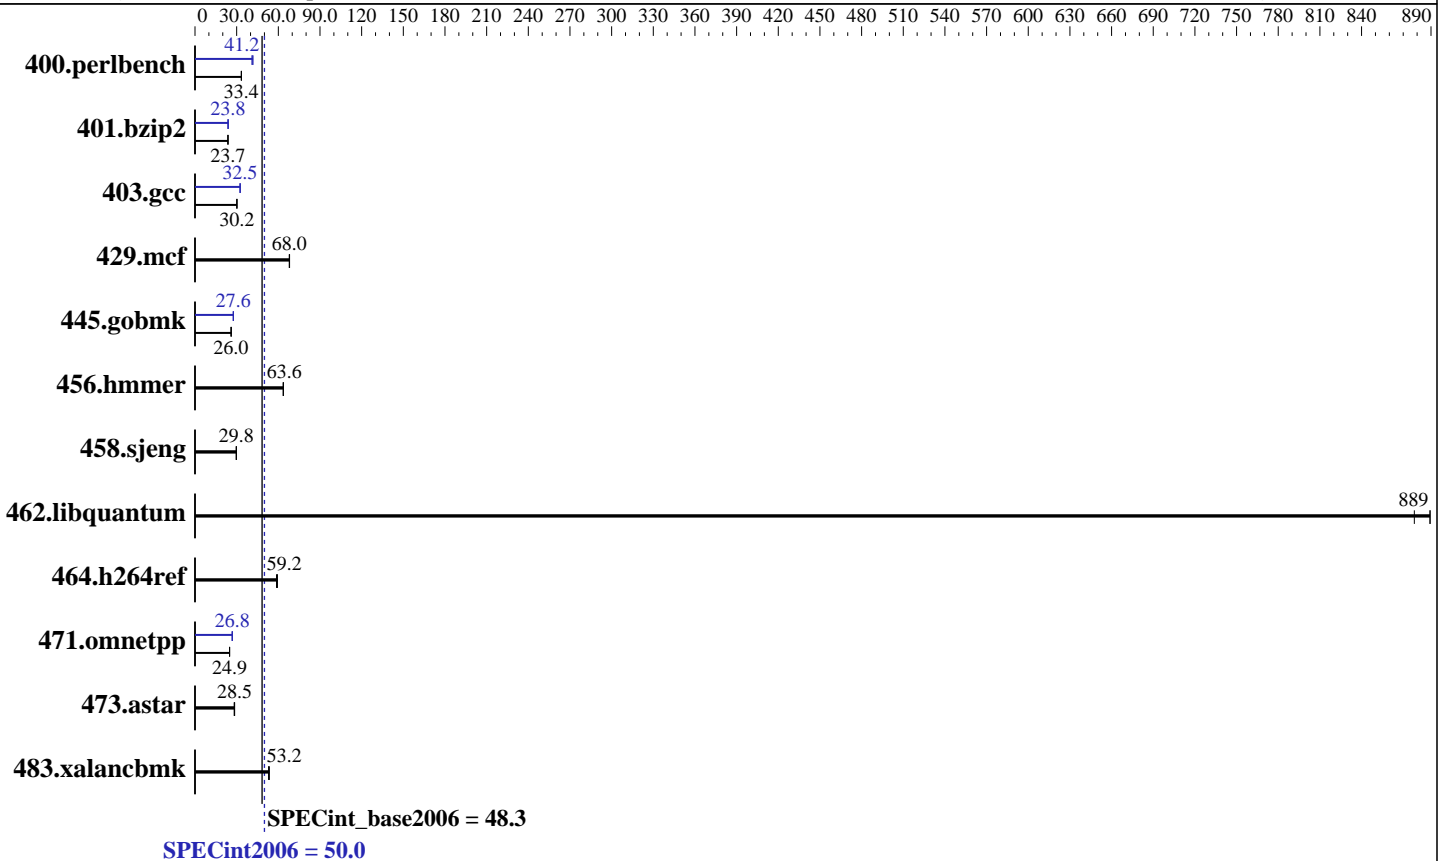 0 30.0 60.0 90.0 120 150 180 210 240 270 300 330 360 390 420 450 480 510 540 570 600 630 660 690 720 750 780 810 840 890
41.2
400.perlbench
33.4
23.8
401.bzip2
23.7
32.5
403.gcc
30.2
68.0
429.mcf
27.6
445.gobmk
26.0
63.6
456.hmmer
29.8
458.sjeng
889
462.libquantum
59.2
464.h264ref
26.8
471.omnetpp
24.9
28.5
473.astar
53.2
483.xalancbmk
SPECint_base2006 = 48.3
SPECint2006 = 50.0